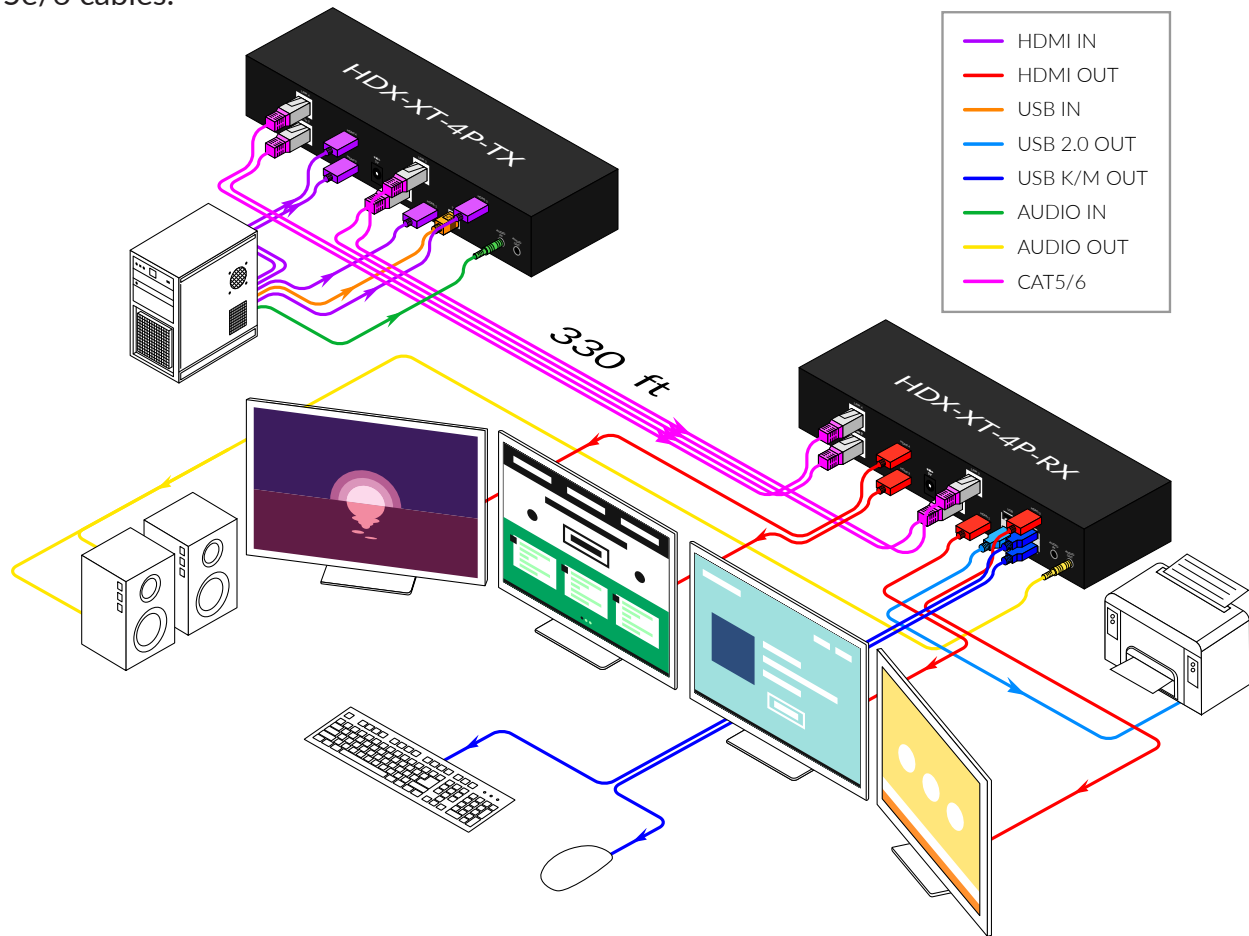 5e/6 cables.
HDX-XT-4P-TX
HDMI IN
HDMI OUT
USB IN
USB 2.0 OUT
USB K/M OUT
AUDIO IN
AUDIO OUT
CAT5/6
330 ft
HDX-XT-4P-RX